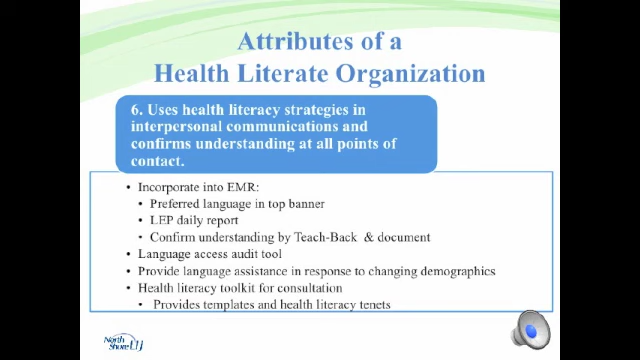 Attributes of a
Health Literate Organization
6. Uses health literacy strategies in
interpersonal communications and
confirms understanding at all points of
contact.
• Incorporate into EMR:
• Preferred language in top banner
• LEP daily report
• Confirm understanding by Teach-Back & document
• Language access audit tool
• Provide language assistance in response to changing demographics
• Health literacy toolkit for consultation
• Provides templates and health literacy tenets
North
Shore LIJ